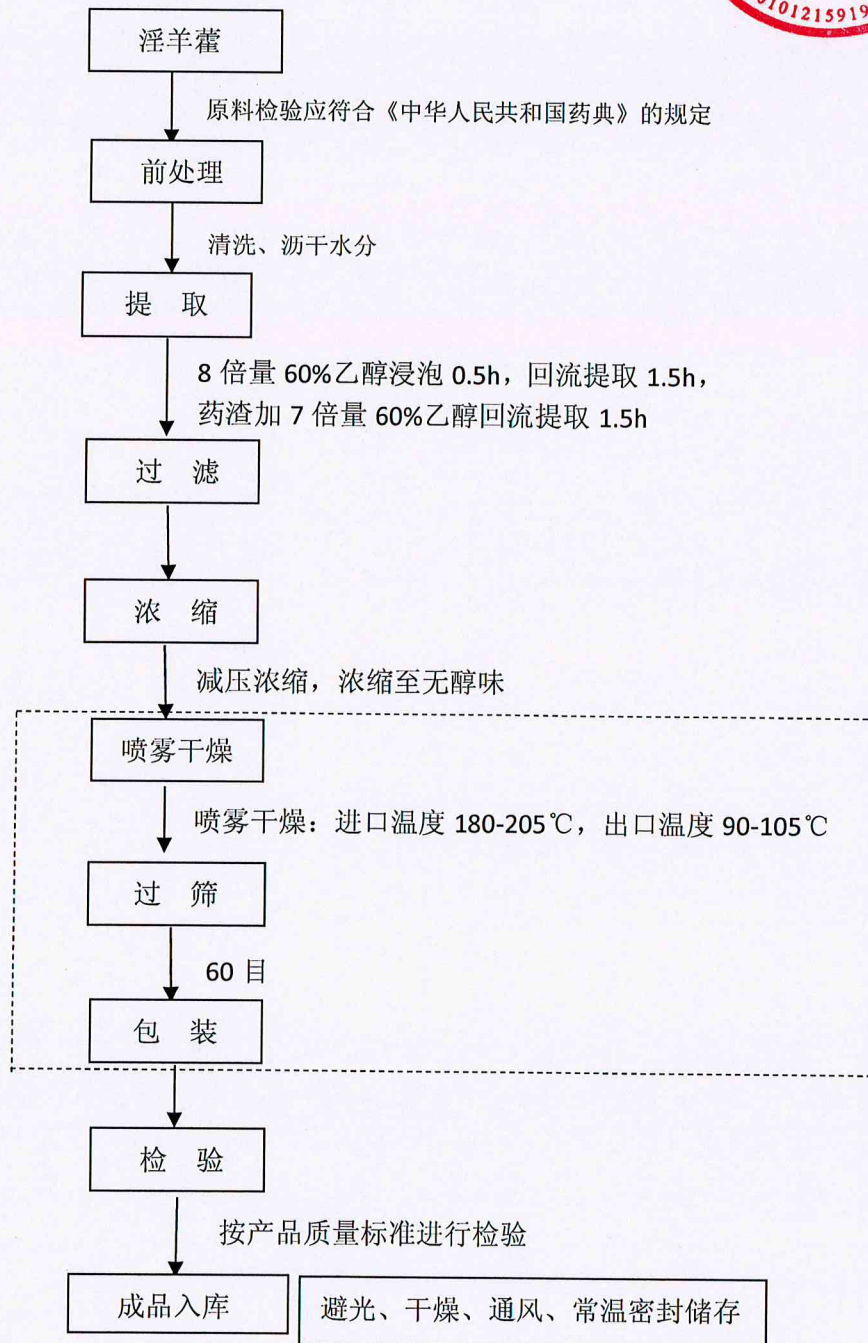 0101215919
淫羊藿
原料检验应符合《中华人民共和国药典》的规定
前处理
清洗、沥干水分
提 取
8 倍量 60%乙醇浸泡 0.5h，回流提取 1.5h，
药渣加 7 倍量 60%乙醇回流提取 1.5h
过 滤
浓 缩
减压浓缩，浓缩至无醇味
喷雾干燥
喷雾干燥：进口温度 180-205℃，出口温度 90-105℃
过 筛
60 目
包 装
检 验
按产品质量标准进行检验
成品入库
避光、干燥、通风、常温密封储存